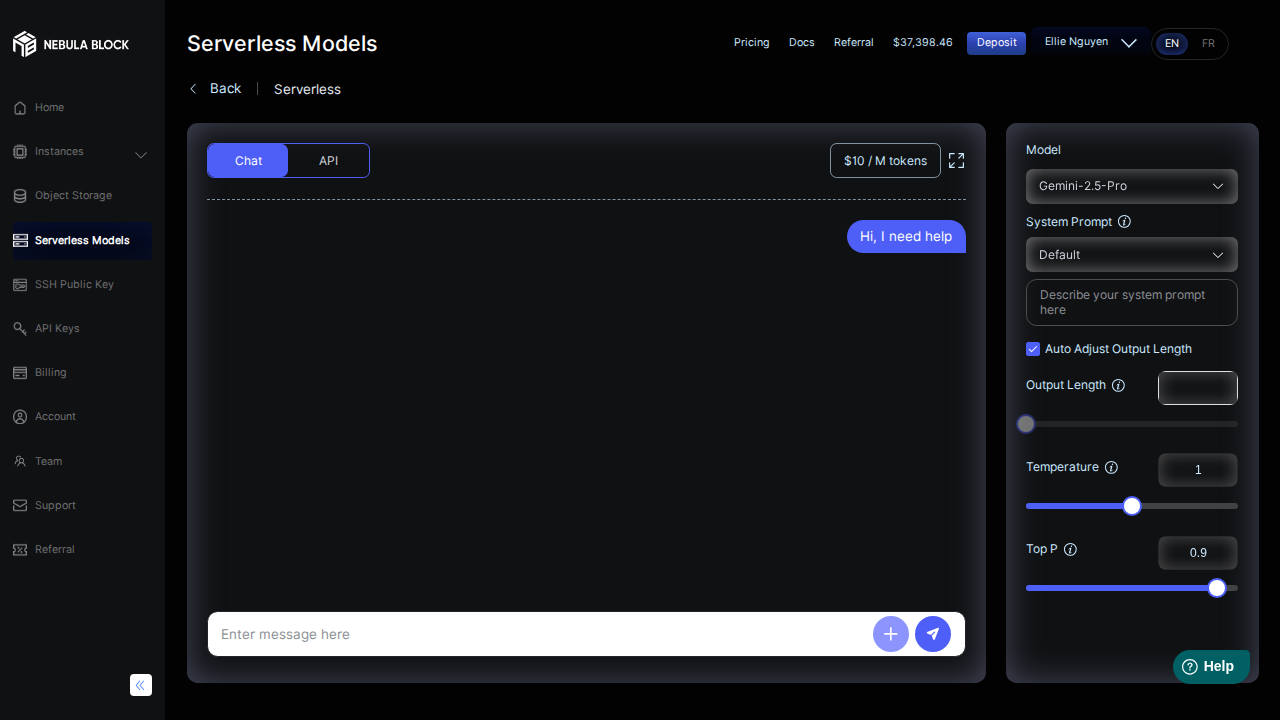 NEBULA BLOCK
Home
Instances
Object Storage
Serverless Models
SSH Public Key
API Keys
Billing
Account
Team
Support
Referral
Serverless Models
Pricing
Docs
Referral
$37,398.46
Deposit
Ellie Nguyen
EN
FR
Back
Serverless
Chat
API
$10 / M tokens
Hi, I need help
Enter message here
Model
Gemini-2.5-Pro
System Prompt
Default
Describe your system prompt
here
Auto Adjust Output Length
Output Length
Temperature
1
Top P
0.9
Help